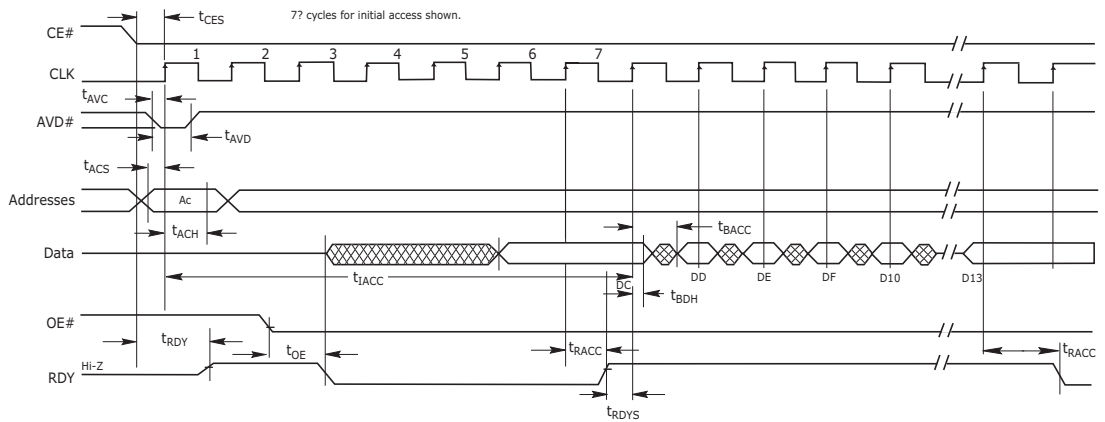 7? cycles for initial access shown.
tCES
CE#
1 2 3 4 5 6 7
CLK
tAVC
AVD#
tAVD
tACS
Addresses
Ac
tACH
tBACC
Data
tIACC
DC DD DE DF D10 D13
tBDH
OE#
tRDY
tOE
tRACC
tRACC
Hi-Z
RDY
tRDYS